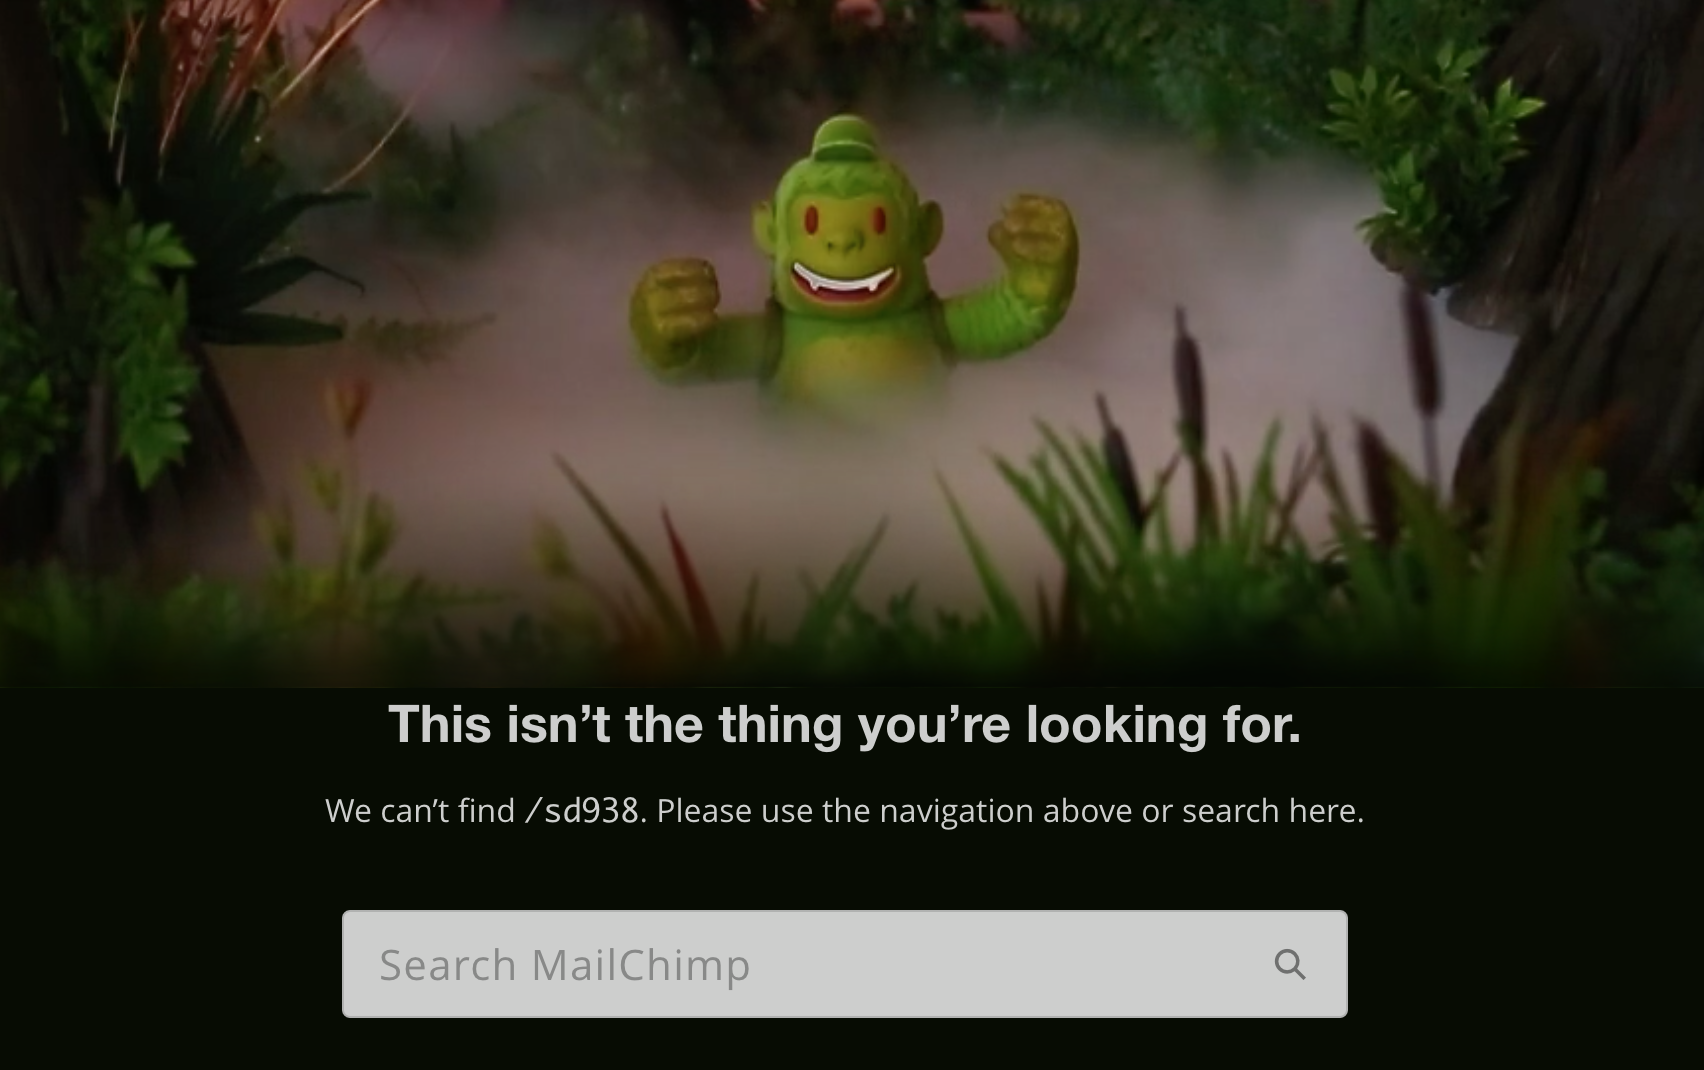 This isn’t the thing you’re looking for.
We can’t find /sd938. Please use the navigation above or search here.
Search MailChimp